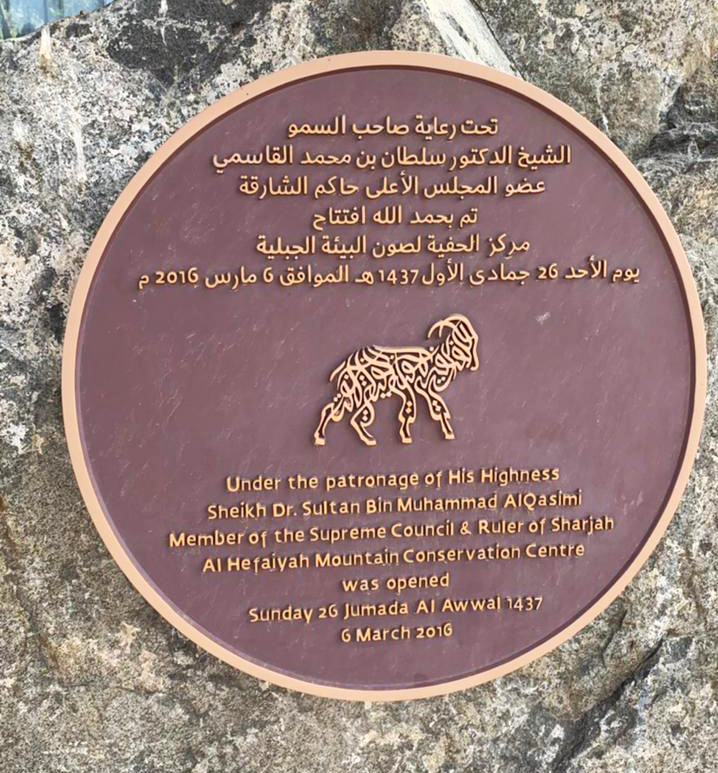 تحت رعاية صاحب السمو
الشيخ الدكتور سلطان بن محمد القاسمي
عضو المجلس الأعلى حاكم الشارقة
تم بحمد الله افتتاح
مركز الحفية لصون البيئة الجبلية
يوم الأحد 26 جمادى الأول 1437 هـ الموافق 6 مارس 2016 م
Under the patronage of His Highness
Sheikh Dr. Sultan Bin Muhammad AlQasimi
Member of the Supreme Council & Ruler of Sharjah
Al Hefaiyah Mountain Conservation Centre
was opened
Sunday 26 Jumada Al Awwal 1437
6 March 2016